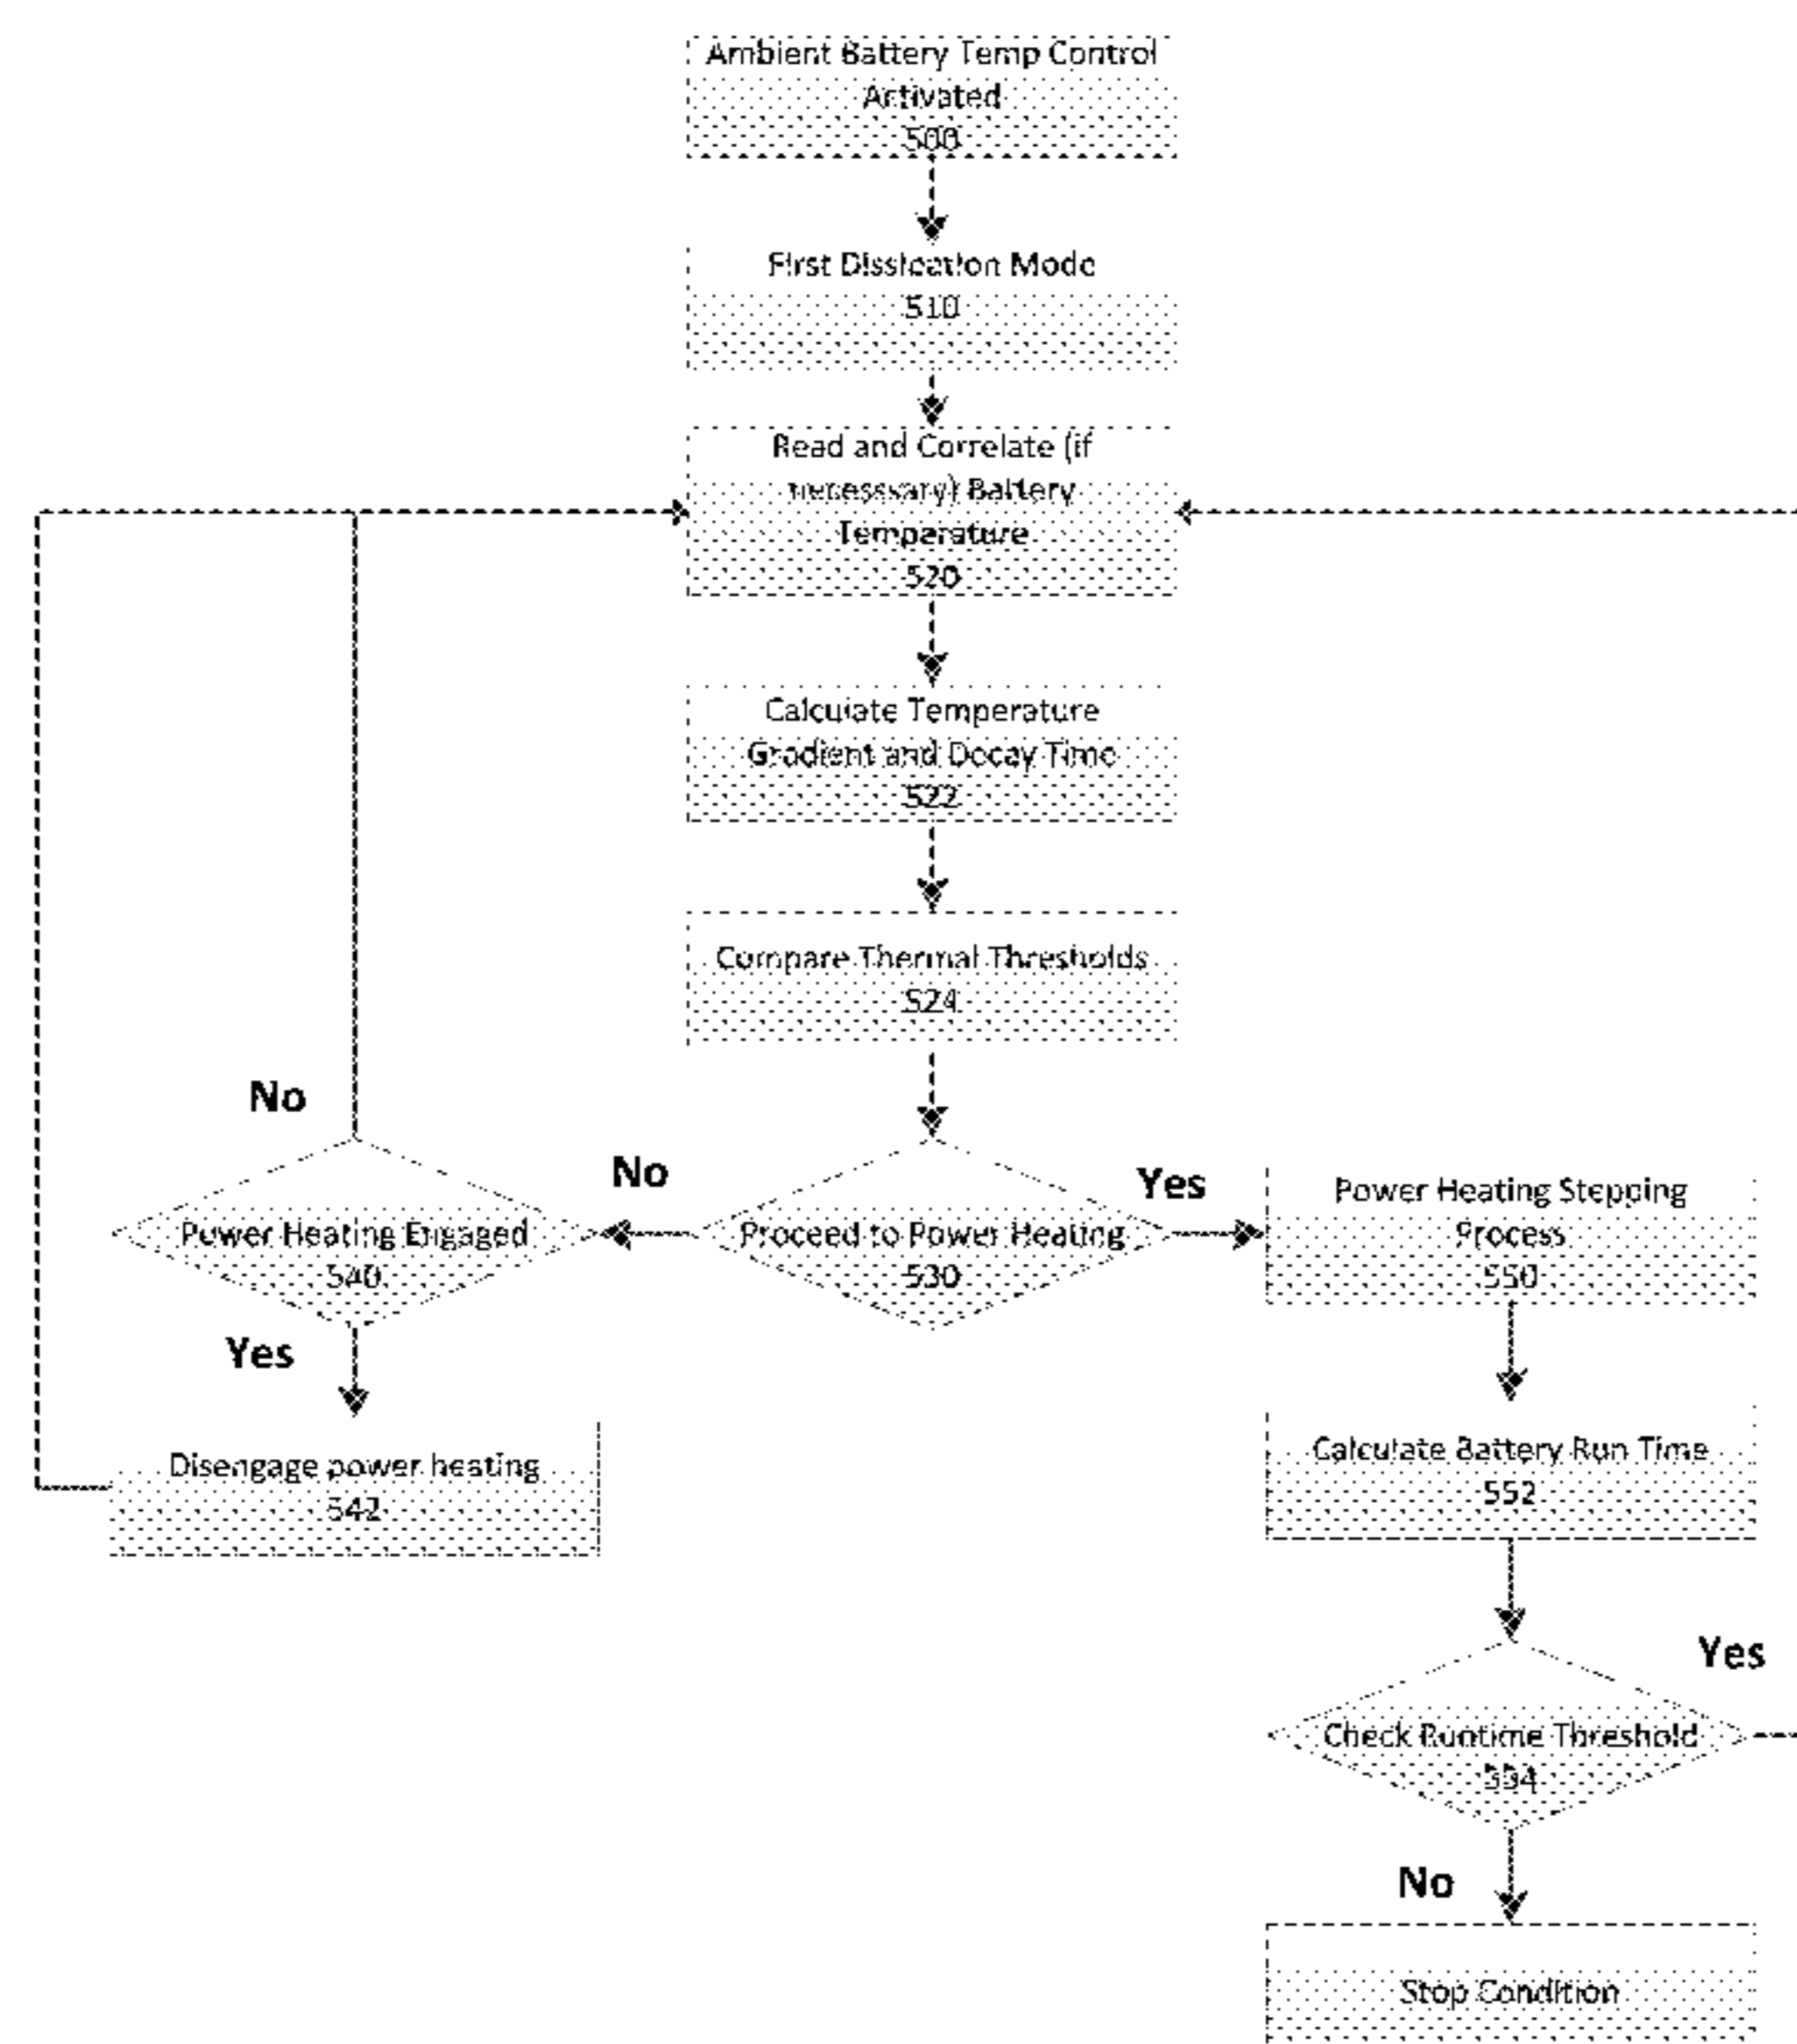 Ambient Battery Temp Control
Activated
500
First Dissication Mode
510
Read and Correlate (if
necesssary) Battery
Temperature
520
Calculate Temperature
Gradient and Decay Time
522
Compare Thermal Thresholds
524
No
No
Yes
Power Heating Engaged
540
Proceed to Power Heating
530
Power Heating Stepping
Process
550
Yes
Disengage power heating
542
Calculate Battery Run Time
552
Yes
Check Runtime Threshold
554
No
Stop Condition